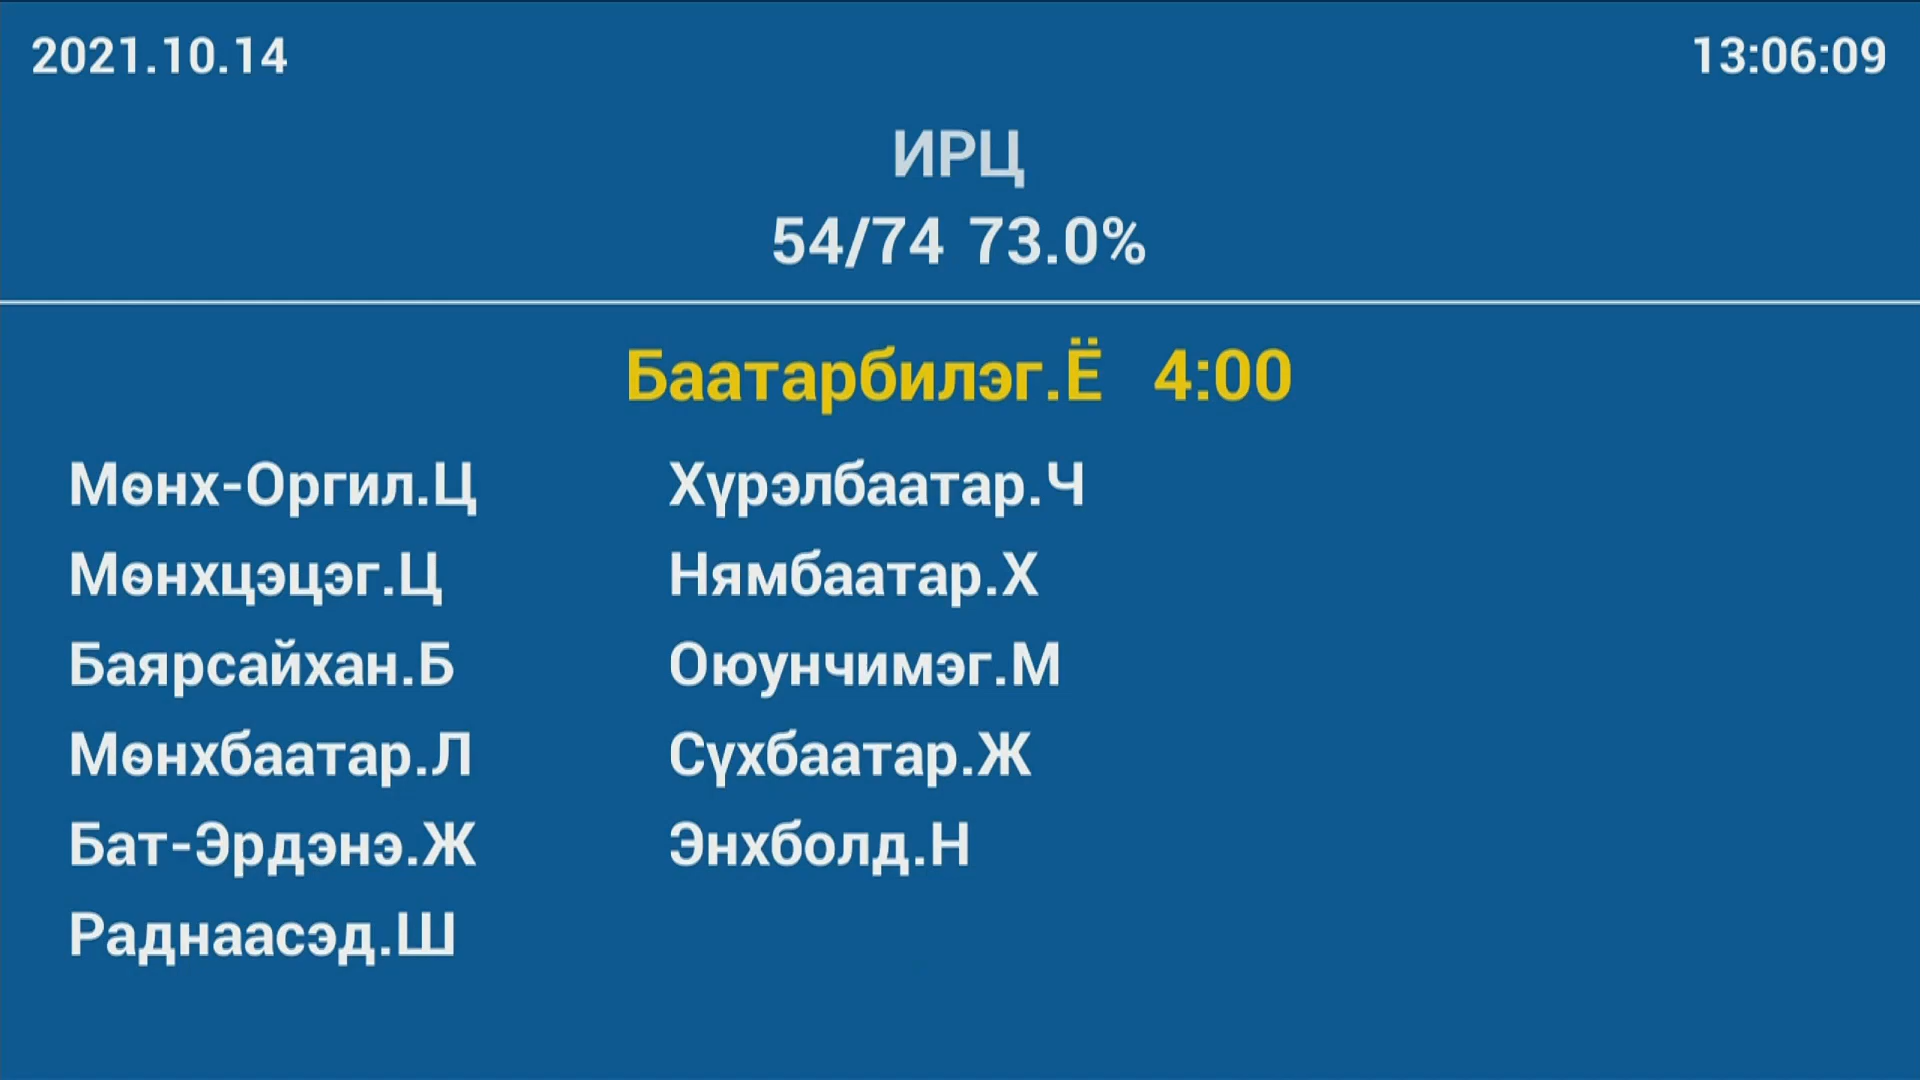 2021.10.14
13:06:09
ИРЦ
54/74 73.0%
Баатарбилэг.Ё 4:00
Мөнх-Оргил.Ц
Мөнхцэцэг.Ц
Баярсайхан.Б
Мөнхбаатар.Л
Бат-Эрдэнэ.Ж
Раднаасэд.Ш
Хүрэлбаатар.Ч
Нямбаатар.Х
Оюунчимэг.М
Сүхбаатар.Ж
Энхболд.Н